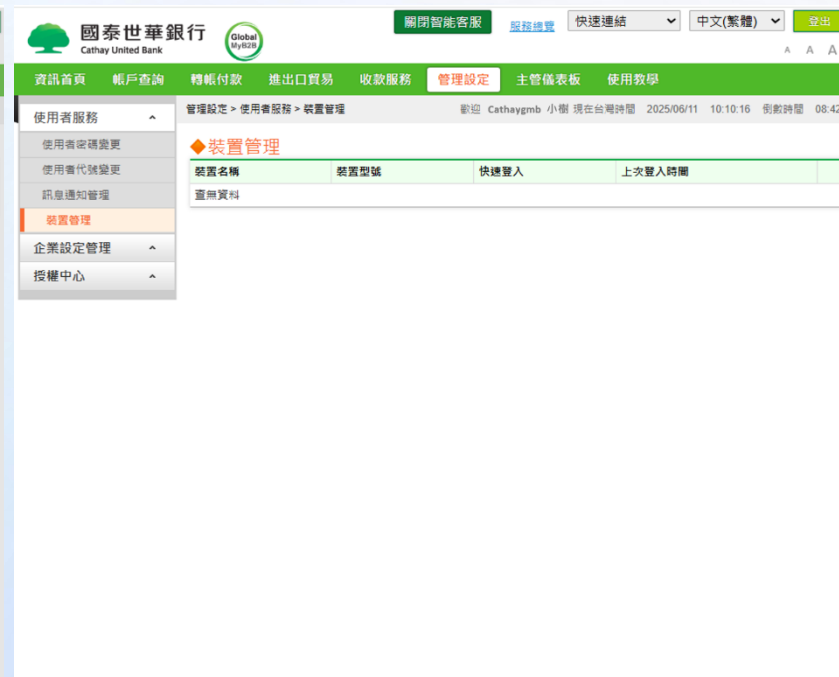 國泰世華銀行
Cathay United Bank
Global
MyB2B
關閉智能客服
服務總覽
快速連結
中文(繁體)
登出
A A A
資訊首頁 帳戶查詢 轉帳付款 進出口貿易 收款服務 管理設定 主管儀表板 使用教學
使用者服務
使用者密碼變更
使用者代號變更
訊息通知管理
裝置管理
企業設定管理
授權中心
管理設定 > 使用者服務 > 裝置管理
歡迎 Cathaygmb 小樹 現在台灣時間 2025/06/11 10:10:16 倒數時間 08:42
裝置管理
裝置名稱 裝置型號 快速登入 上次登入時間
查無資料